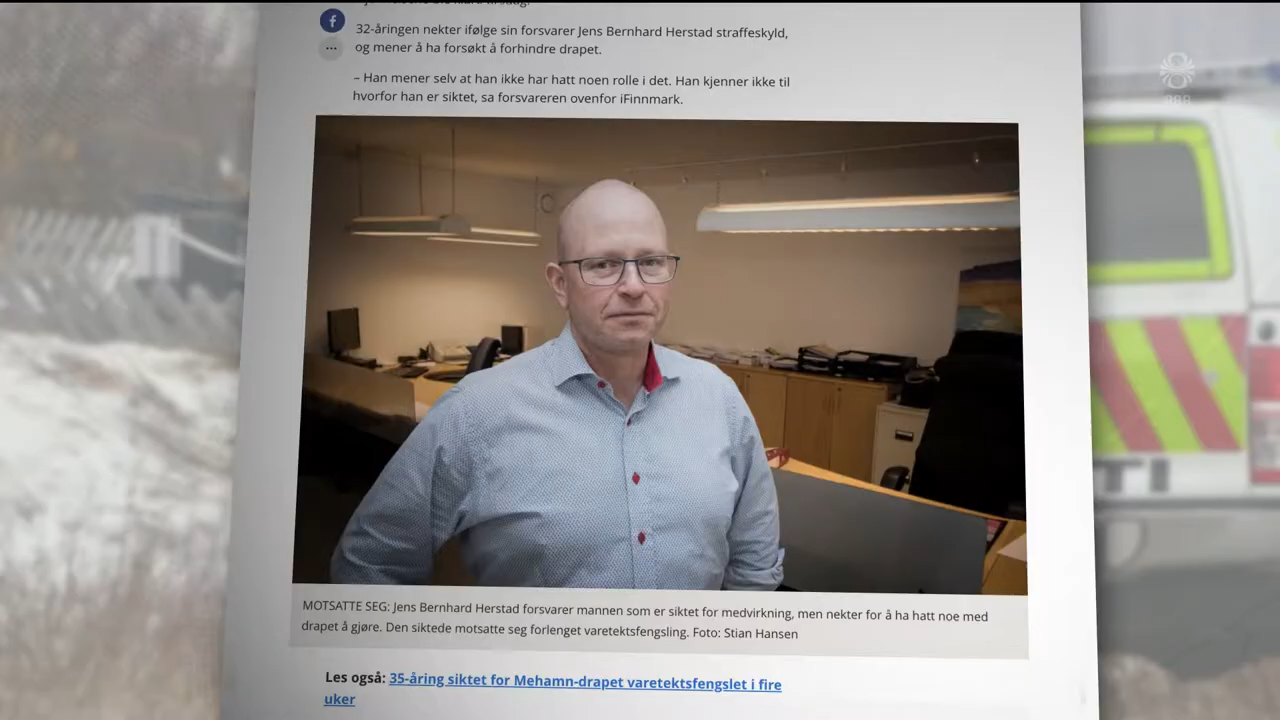 32-åringen nekter ifølge sin forsvarer Jens Bernhard Herstad straffeskyld,
og mener å ha forsøkt å forhindre drapet.
– Han mener selv at han ikke har hatt noen rolle i det. Han kjenner ikke til
hvorfor han er siktet, sa forsvareren ovenfor iFinnmark.
MOTSATTE SEG: Jens Bernhard Herstad forsvarer mannen som er siktet for medvirkning, men nekter for å ha hatt noe med
drapet å gjøre. Den siktede motsatte seg forlenget varetektsfengsling. Foto: Stian Hansen
Les også: 35-åring siktet for Mehamn-drapet varetektsfengslet i fire
uker